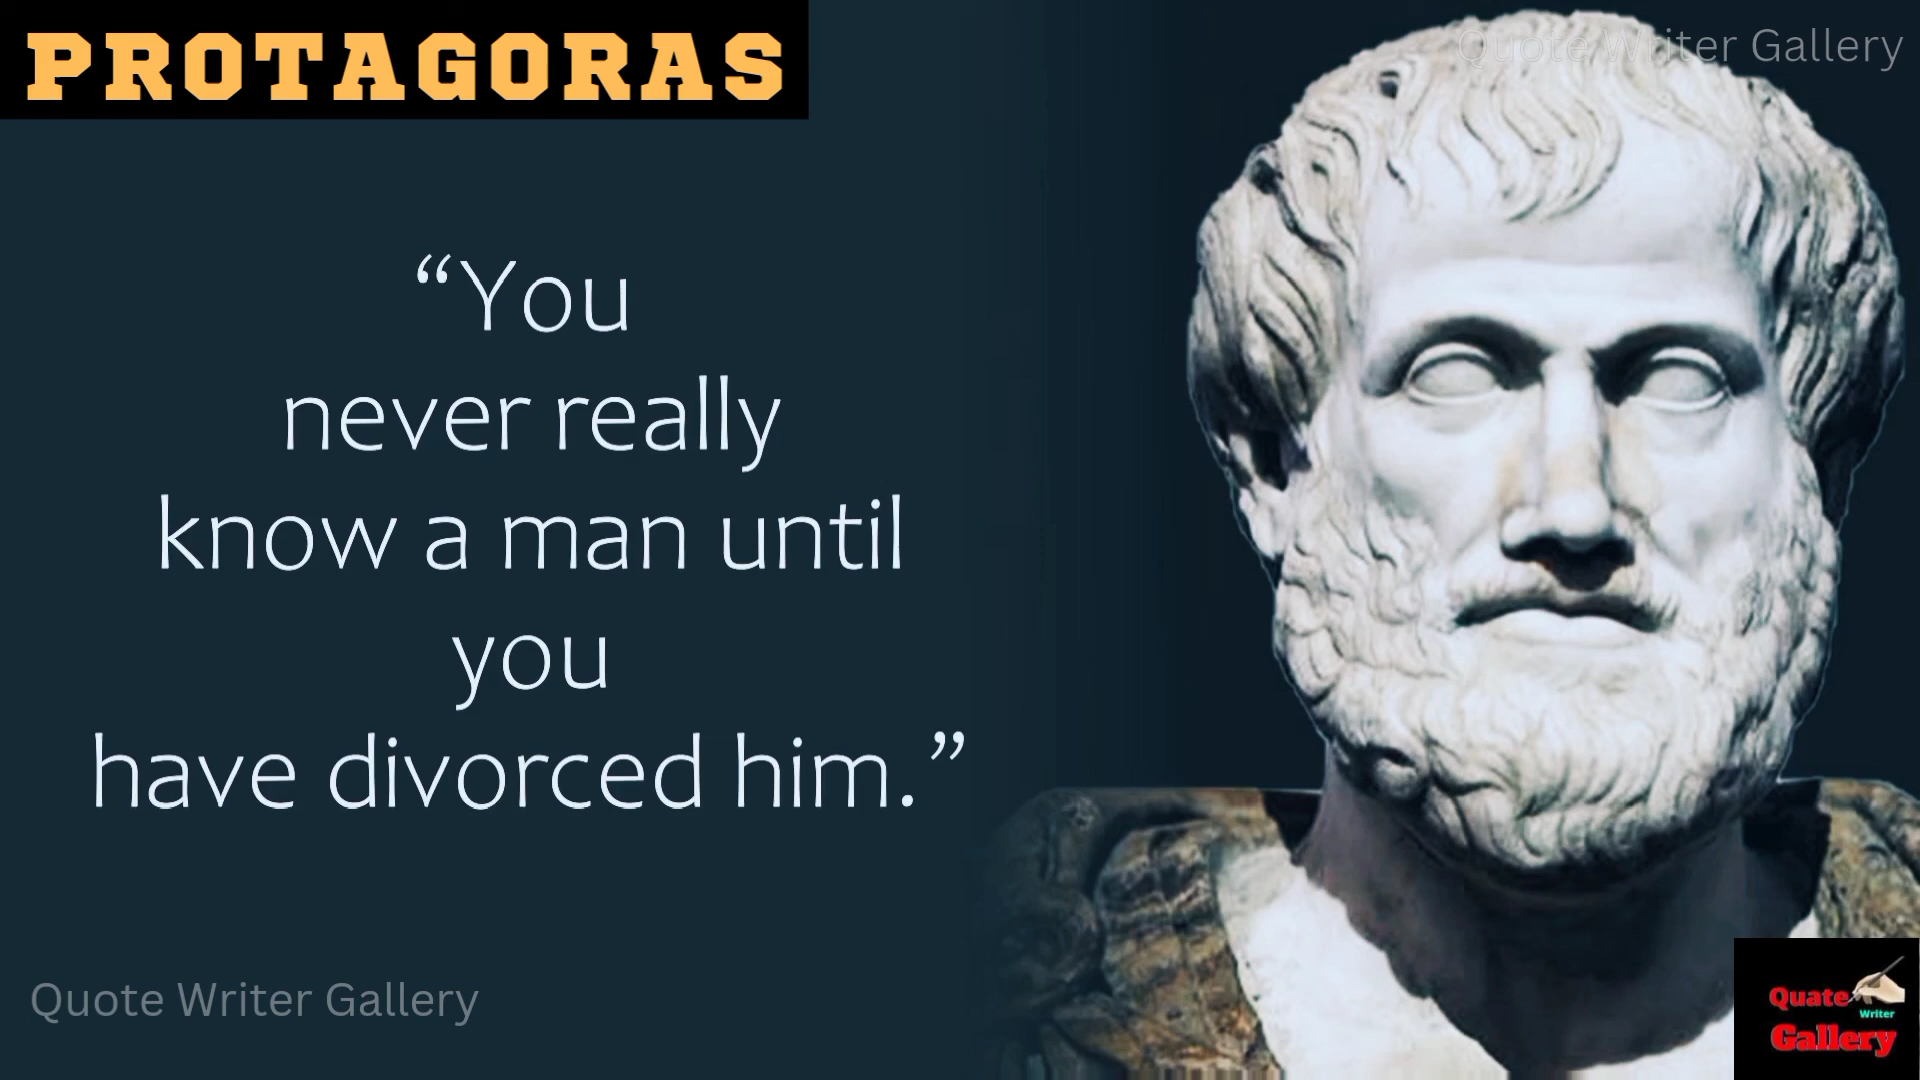 PROTAGORAS
Quote Writer Gallery
“You
never really
know a man until
you
have divorced him.”
Quote Writer Gallery
Quate
Writer
Gallery